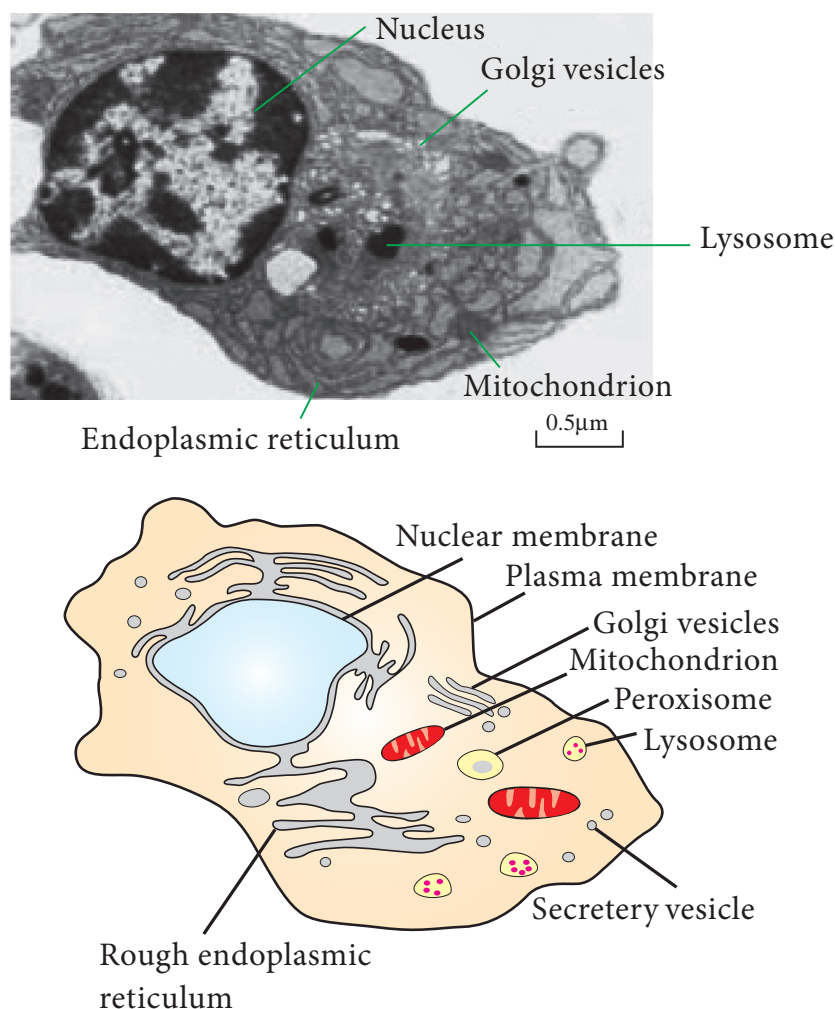 Nucleus
Golgi vesicles
Lysosome
Mitochondrion
0.5μm
Endoplasmic reticulum
Nuclear membrane
Plasma membrane
Golgi vesicles
Mitochondrion
Peroxisome
Lysosome
Secretery vesicle
Rough endoplasmic
reticulum